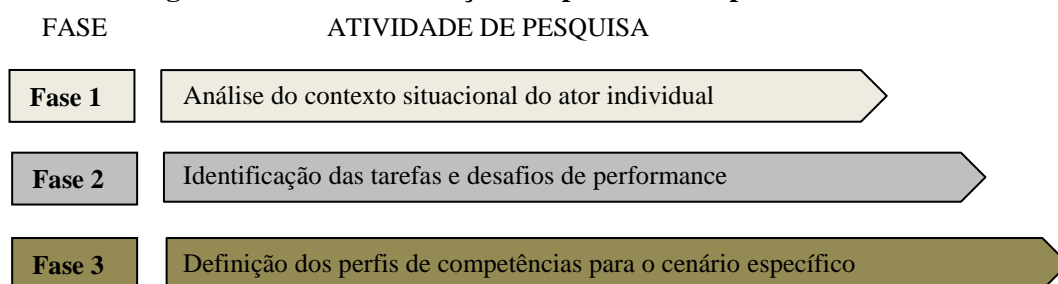 FASE ATIVIDADE DE PESQUISA
Fase 1 Análise do contexto situacional do ator individual
Fase 2 Identificação das tarefas e desafios de performance
Fase 3 Definição dos perfis de competências para o cenário específico